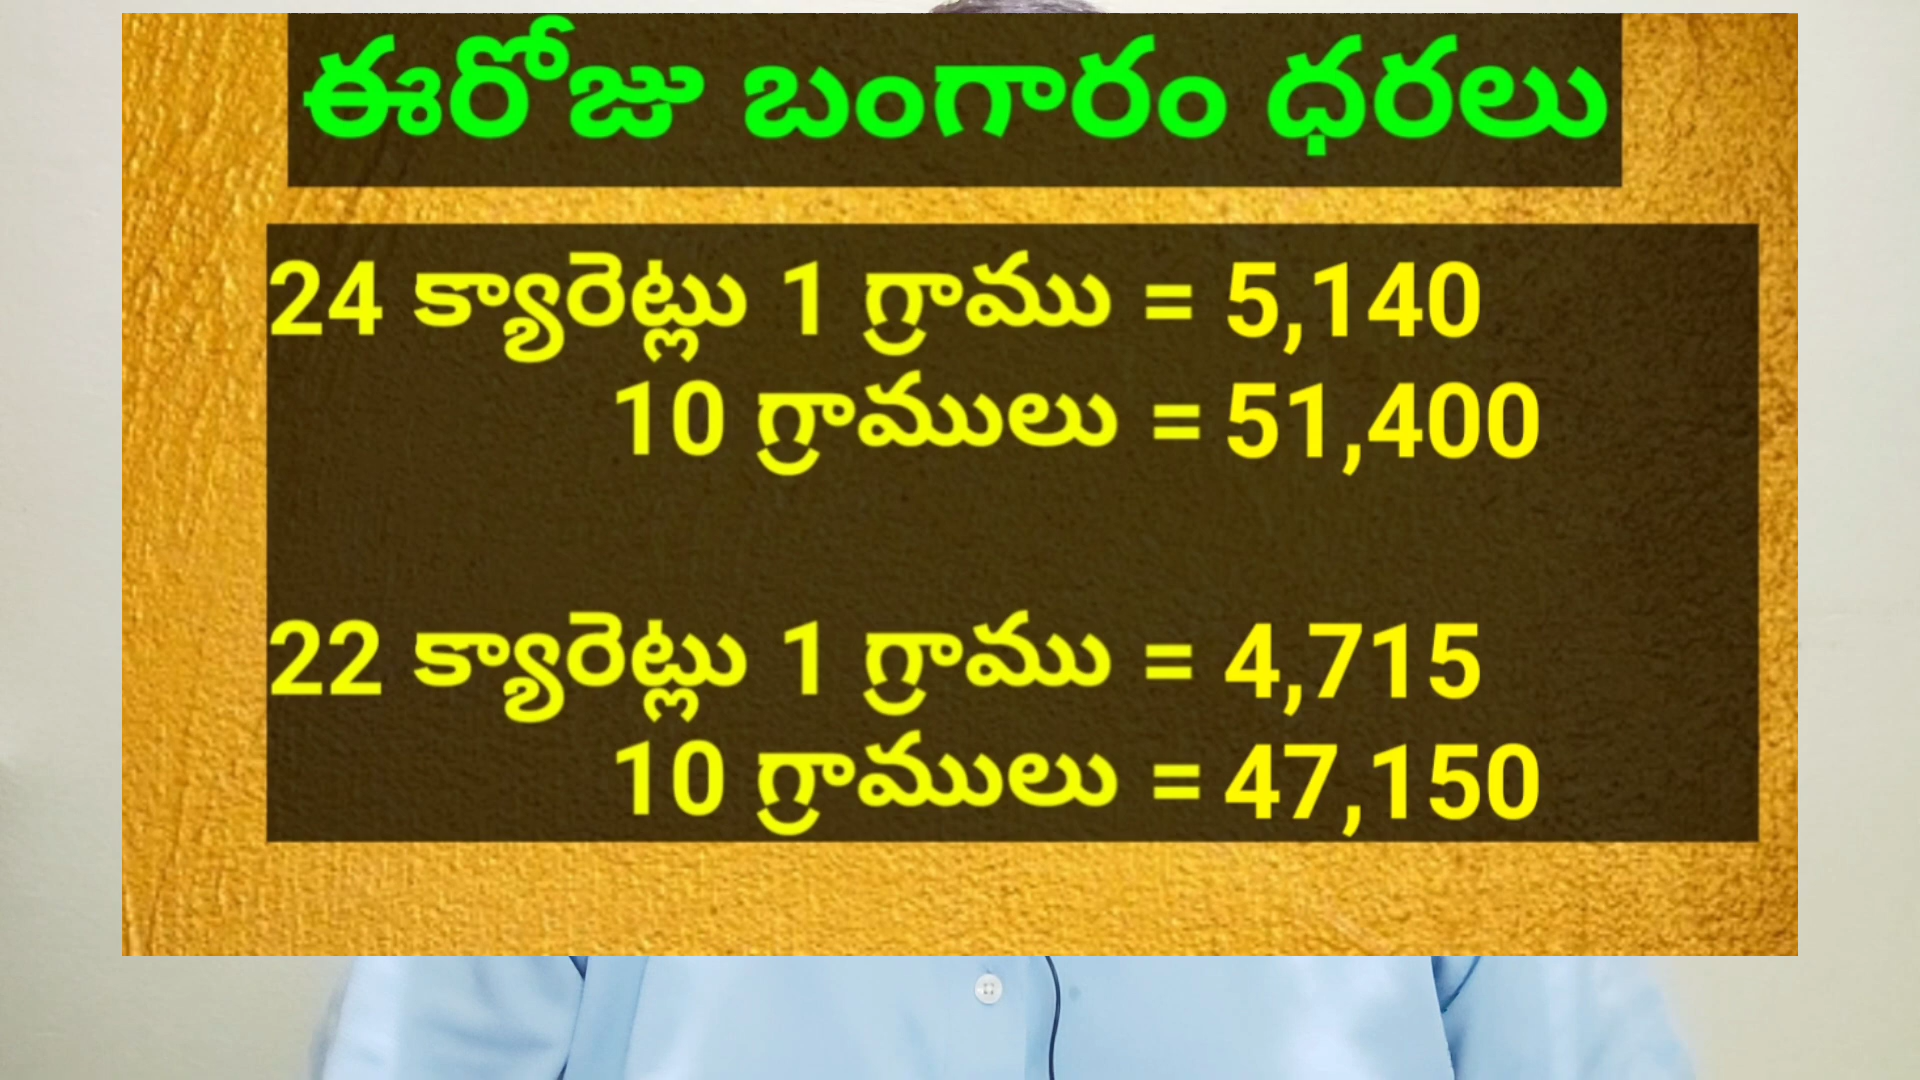 ఈరోజు బంగారం ధరలు
24 క్యారెట్లు 1 గ్రాము = 5,140
10 గ్రాములు = 51,400
22 క్యారెట్లు 1 గ్రాము = 4,715
10 గ్రాములు = 47,150